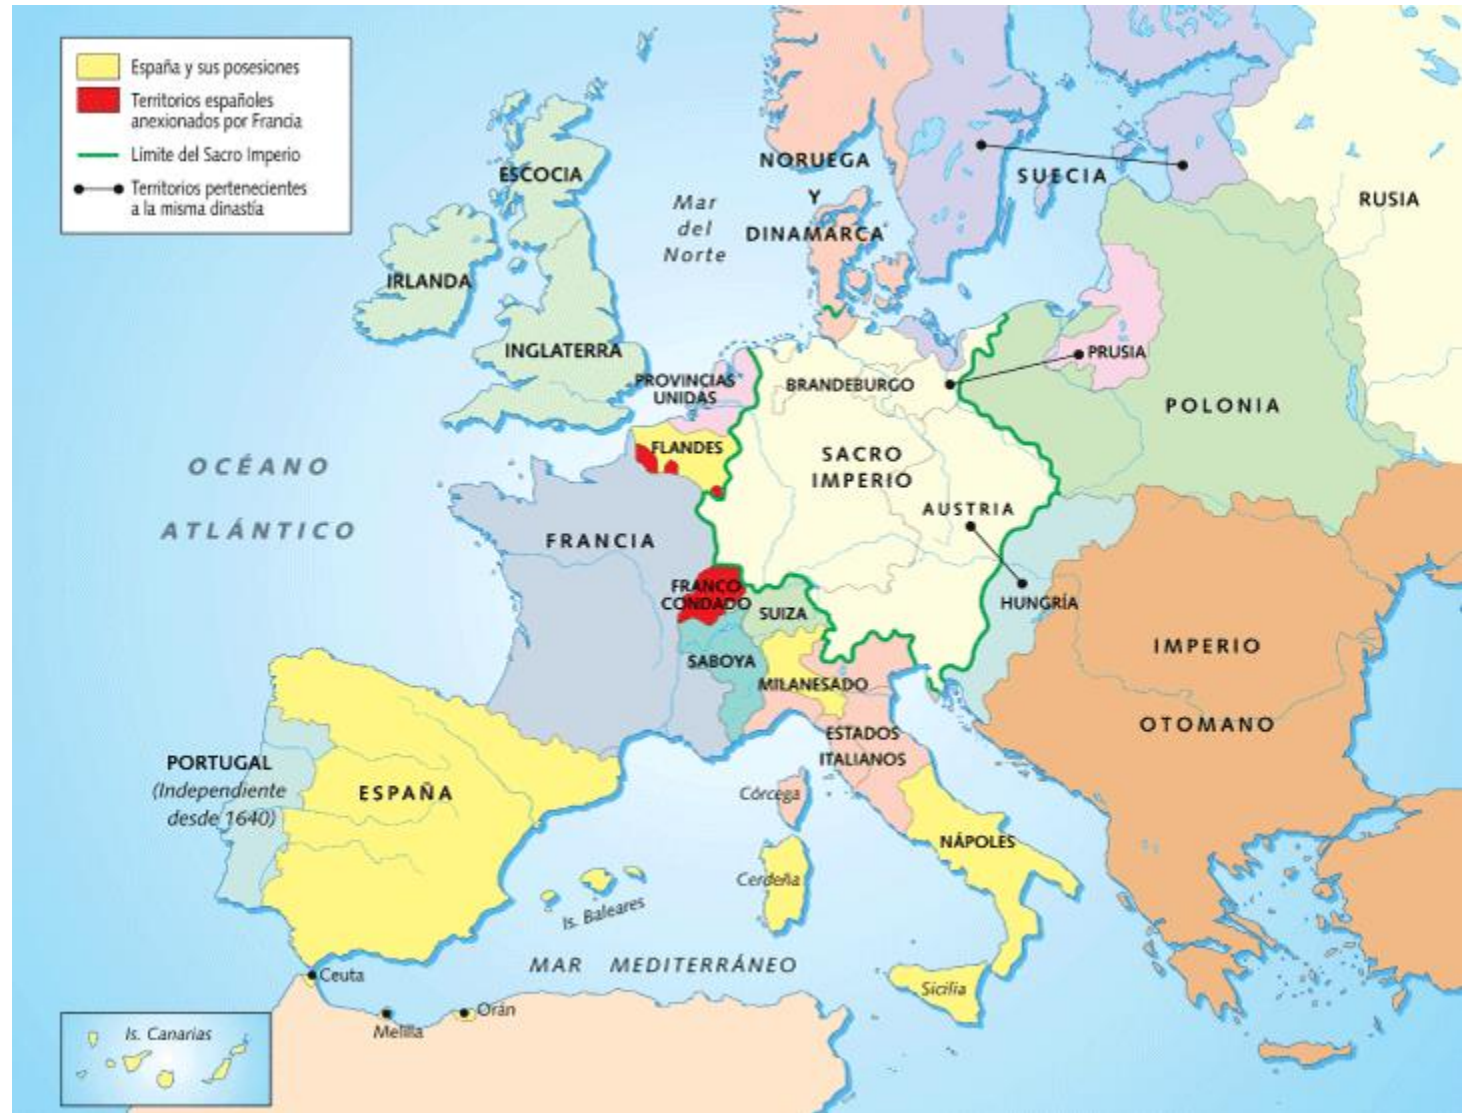 España y sus posesiones
Territorios españoles
anexionados por Francia
Límite del Sacro Imperio
Territorios pertenecientes
a la misma dinastía
ESCOCIA
IRLANDA
INGLATERRA
Mar
del
Norte
NORUEGA
Y
DINAMARCA
SUECIA
RUSIA
PROVINCIAS
UNIDAS
BRANDEBURGO
PRUSIA
POLONIA
FLANDES
SACRO
IMPERIO
AUSTRIA
HUNGRÍA
OCÉANO
ATLÁNTICO
FRANCIA
FRANCO
CONDADO
SUIZA
SABOYA
MILANESADO
ESTADOS
ITALIANOS
IMPERIO
OTOMANO
PORTUGAL
(Independiente
desde 1640)
ESPAÑA
Córcega
NÁPOLES
Cerdeña
Is. Baleares
MAR MEDITERRÁNEO
Sicilia
Ceuta
Melilla
Orán
Is. Canarias